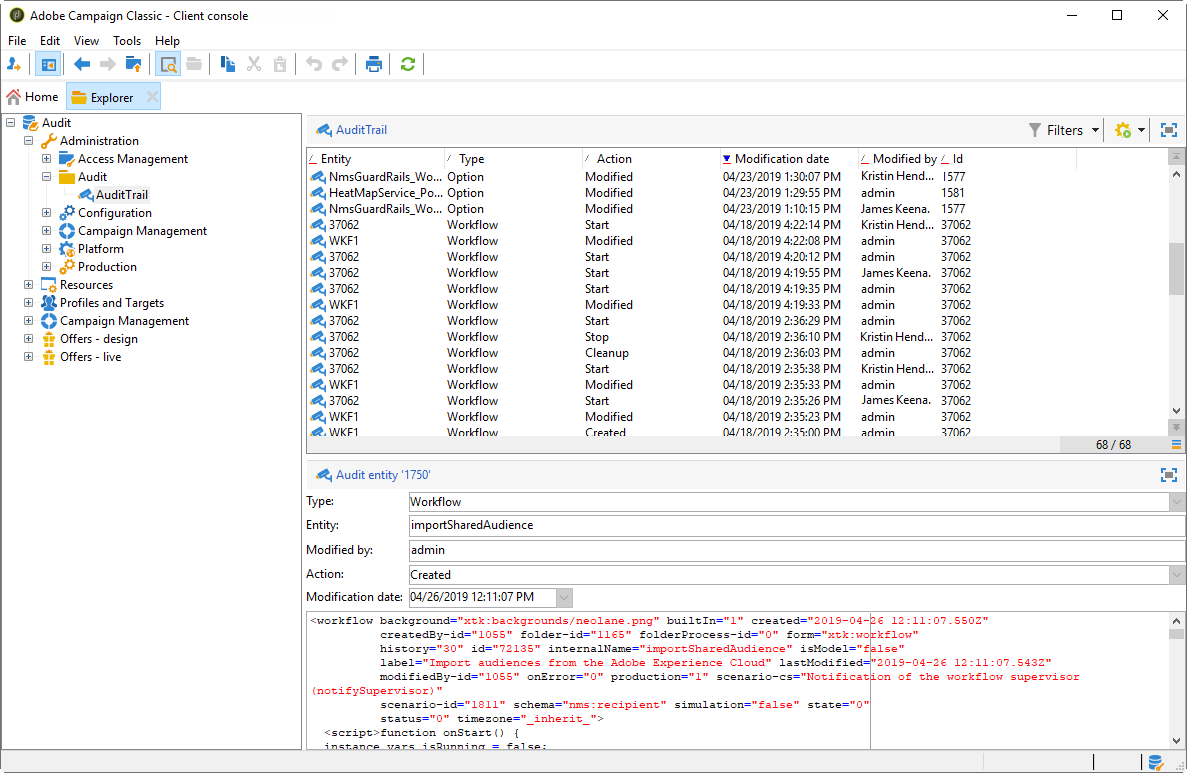 Adobe Campaign Classic - Client console
File Edit View Tools Help
Home Explorer
Audit
Administration
Access Management
Audit
AuditTrail
Configuration
Campaign Management
Platform
Production
Resources
Profiles and Targets
Campaign Management
Offers - design
Offers - live
AuditTrail Filters
Entity Type Action Modification date Modified by Id
NmsGuardRails_Wo... Option Modified 04/23/2019 1:30:07 PM Kristin Hend... 1577
HeatMapService_Po... Option Modified 04/23/2019 1:29:55 PM admin 1581
NmsGuardRails_Wo... Option Modified 04/23/2019 1:10:15 PM James Keena. 1577
37062 Workflow Start 04/18/2019 4:22:14 PM Kristin Hend... 37062
WKF1 Workflow Modified 04/18/2019 4:22:08 PM admin 37062
37062 Workflow Start 04/18/2019 4:20:12 PM admin 37062
37062 Workflow Start 04/18/2019 4:19:55 PM James Keena. 37062
37062 Workflow Start 04/18/2019 4:19:35 PM admin 37062
WKF1 Workflow Modified 04/18/2019 4:19:33 PM admin 37062
37062 Workflow Start 04/18/2019 2:36:29 PM admin 37062
37062 Workflow Stop 04/18/2019 2:36:10 PM Kristin Hend... 37062
37062 Workflow Cleanup 04/18/2019 2:36:03 PM admin 37062
37062 Workflow Start 04/18/2019 2:35:38 PM Kristin Hend... 37062
WKF1 Workflow Modified 04/18/2019 2:35:33 PM admin 37062
37062 Workflow Start 04/18/2019 2:35:26 PM James Keena. 37062
WKF1 Workflow Modified 04/18/2019 2:35:23 PM admin 37062
WKF1 Workflow Created 04/18/2019 2:35:00 PM admin 37062
68 / 68
Audit entity '1750'
Type: Workflow
Entity: importSharedAudience
Modified by: admin
Action: Created
Modification date: 04/26/2019 12:11:07 PM
<workflow background="xtk:backgrounds/neolane.png" builtIn="1" created="2019-04-26 12:11:07.550Z"
createdBy-id="1055" folder-id="1165" folderProcess-id="0" form="xtk:workflow"
history="30" id="72135" internalName="importSharedAudience" isModel="false"
label="Import audiences from the Adobe Experience Cloud" lastModified="2019-04-26 12:11:07.543Z"
modifiedBy-id="1055" onError="0" production="1" scenario-cs="Notification of the workflow supervisor
(notifySupervisor)"
scenario-id="1811" schema="nms:recipient" simulation="false" state="0"
status="0" timezone="_inherit_">
<script>function onStart() {
instance.vars.isRunning = false;